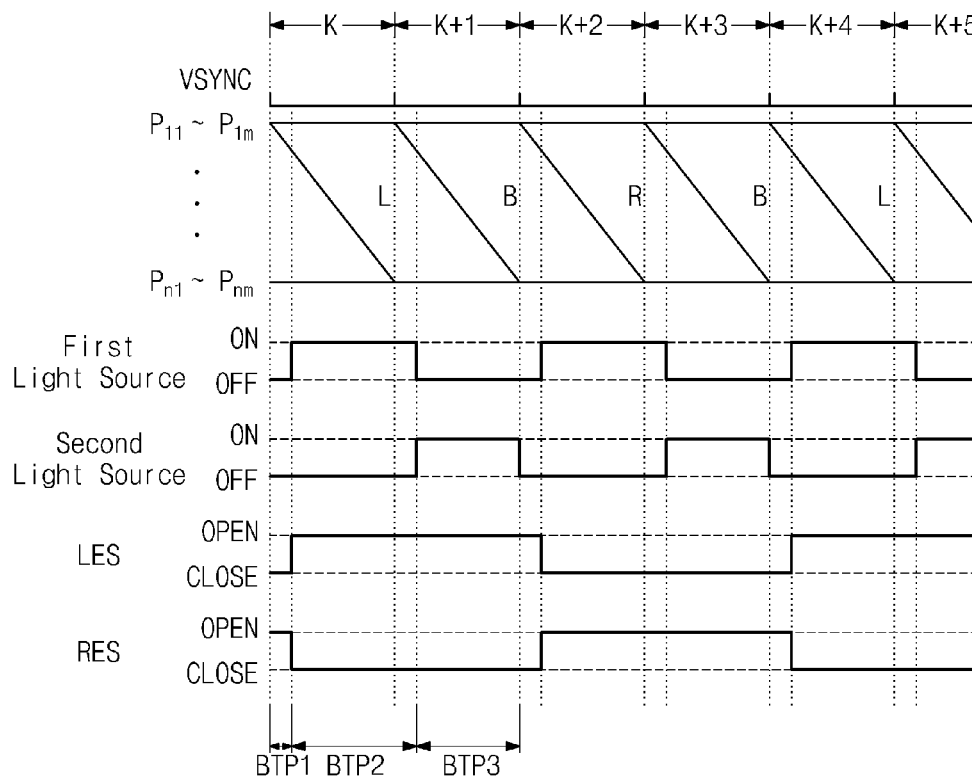 K K+1 K+2 K+3 K+4 K+5
VSYNC
P11 ~ P1m
L B R B L
Pn1 ~ Pnm
First
Light Source
ON
OFF
Second
Light Source
ON
OFF
LES
OPEN
CLOSE
RES
OPEN
CLOSE
BTP1 BTP2 BTP3